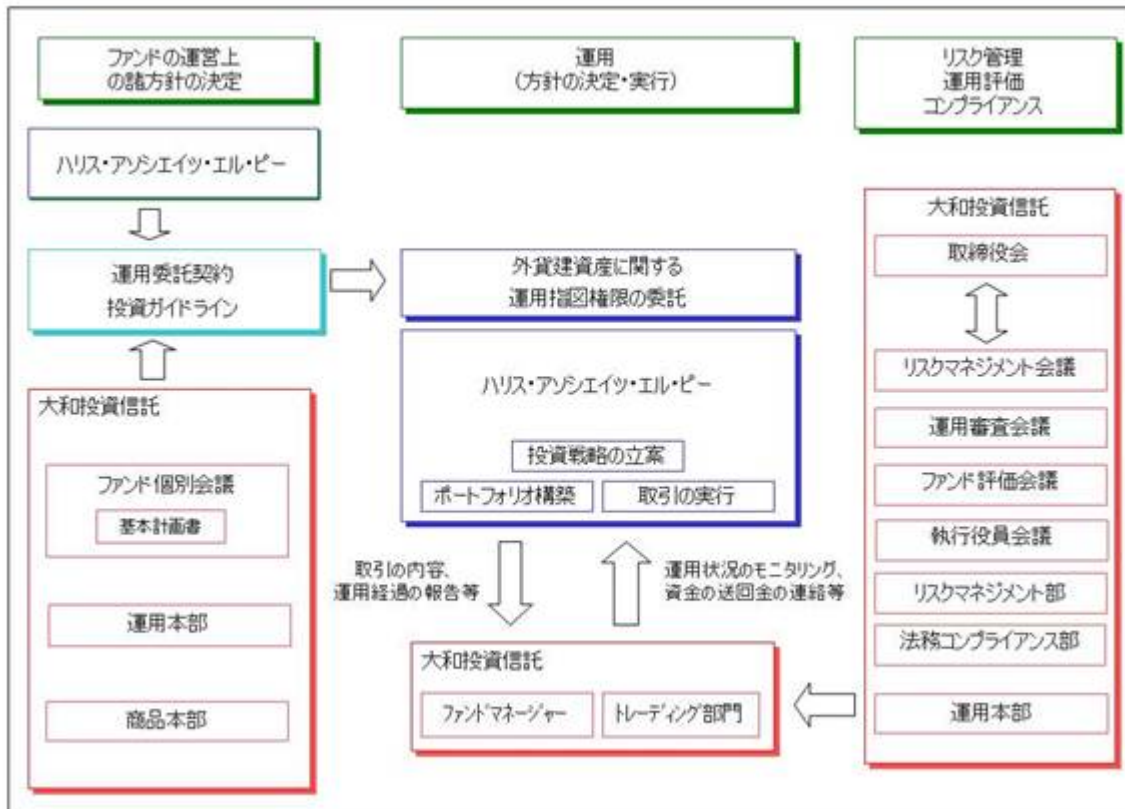 ファンドの運営上
の諸方針の決定
運用
(方針の決定・実行)
リスク管理
運用評価
コンプライアンス
ハリス・アソシエイツ・エル・ピー
運用委託契約
投資ガイドライン
大和投資信託
ファンド個別会議
基本計画書
運用本部
商品本部
外貨建資産に関する
運用指図権限の委託
ハリス・アソシエイツ・エル・ピー
投資戦略の立案
ポートフォリオ構築
取引の実行
取引の内容、
運用経過の報告等
運用状況のモニタリング、
資金の送回金の連絡等
大和投資信託
ファンドマネージャー
トレーディング部門
大和投資信託
取締役会
リスクマネジメント会議
運用審査会議
ファンド評価会議
執行役員会議
リスクマネジメント部
法務コンプライアンス部
運用本部